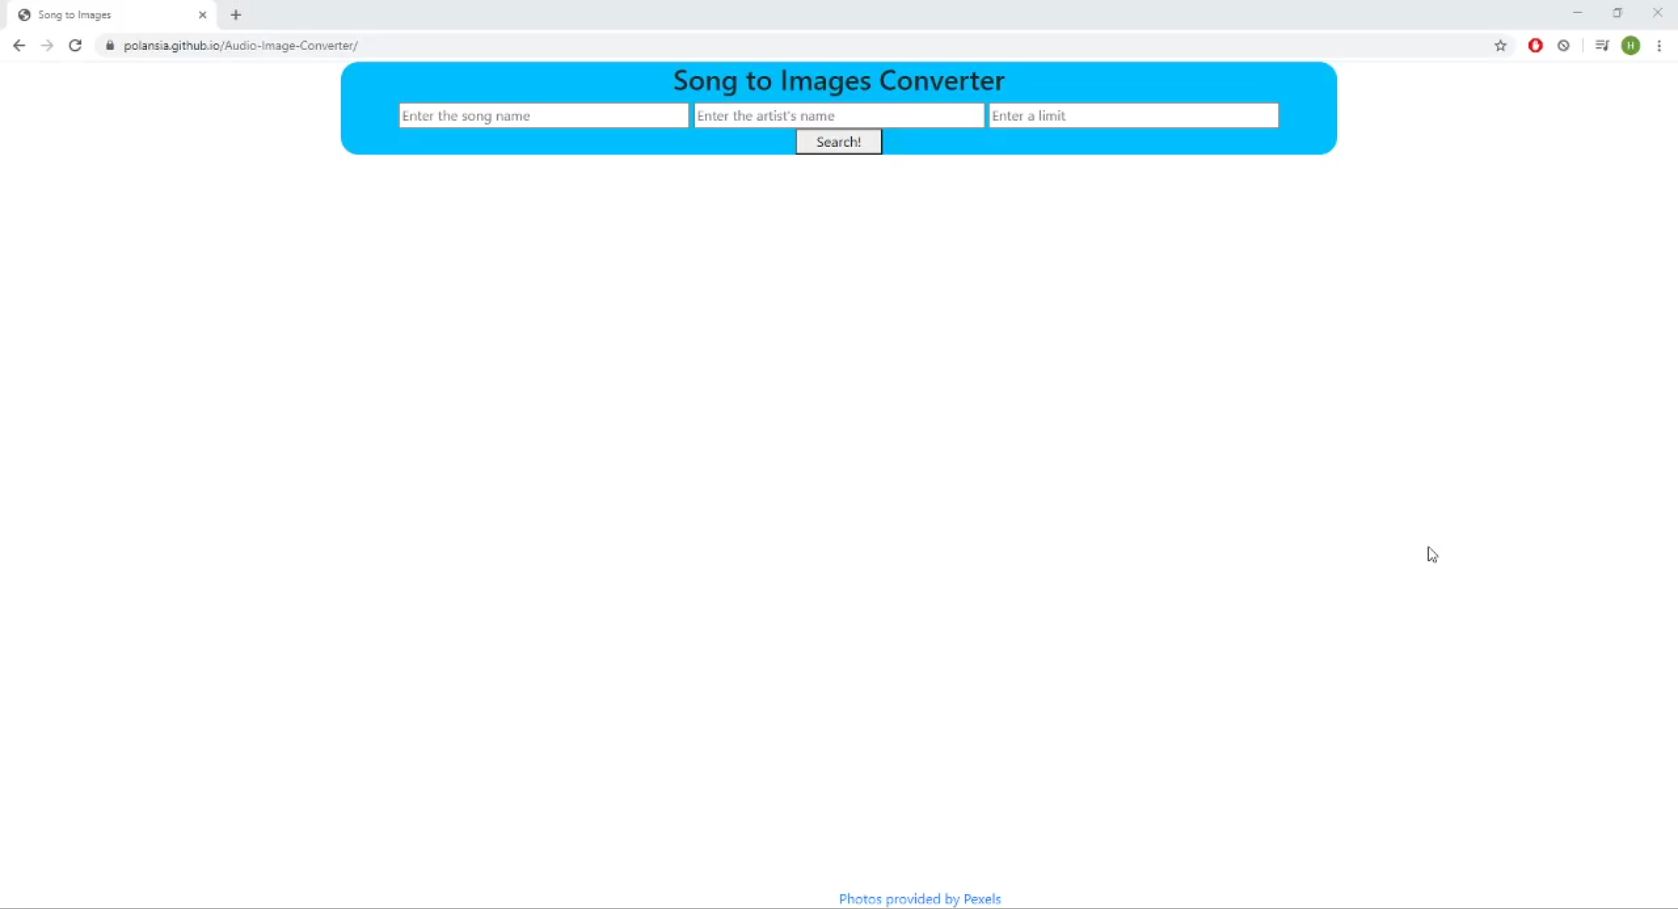 Song to Images
polansia.github.io/Audio-Image-Converter/
H
Song to Images Converter
Enter the song name Enter the artist's name Enter a limit
Search!
Photos provided by Pexels